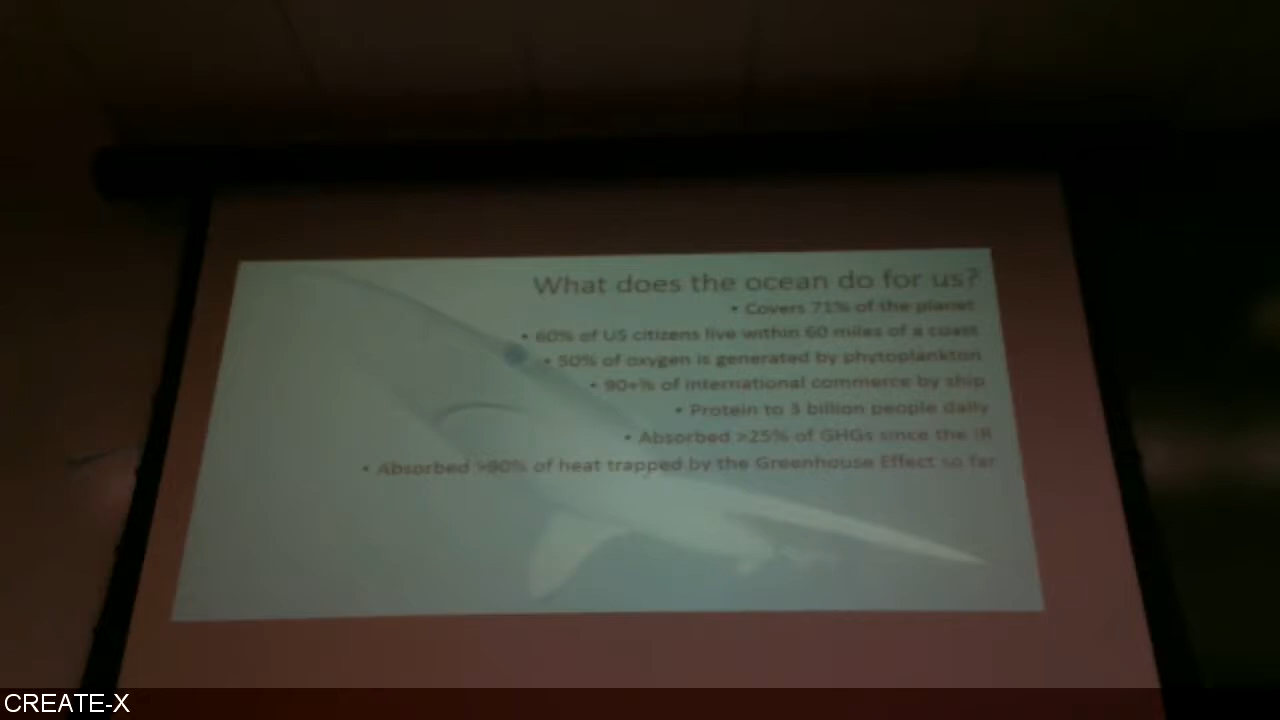 What does the ocean do for us?
• Covers 71% of the planet
• 60% of US citizens live within 60 miles of a coast
• 50% of oxygen is generated by phytoplankton
• 90+% of international commerce by ship
• Protein to 3 billion people daily
• Absorbed >25% of GHGs since the IR
• Absorbed >90% of heat trapped by the Greenhouse Effect so far
CREATE-X